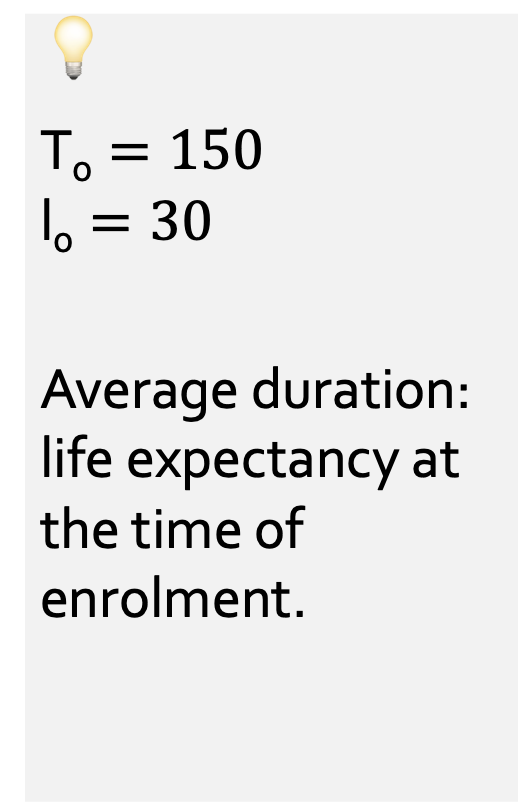 Tₒ = 150
lₒ = 30
Average duration:
life expectancy at
the time of
enrolment.